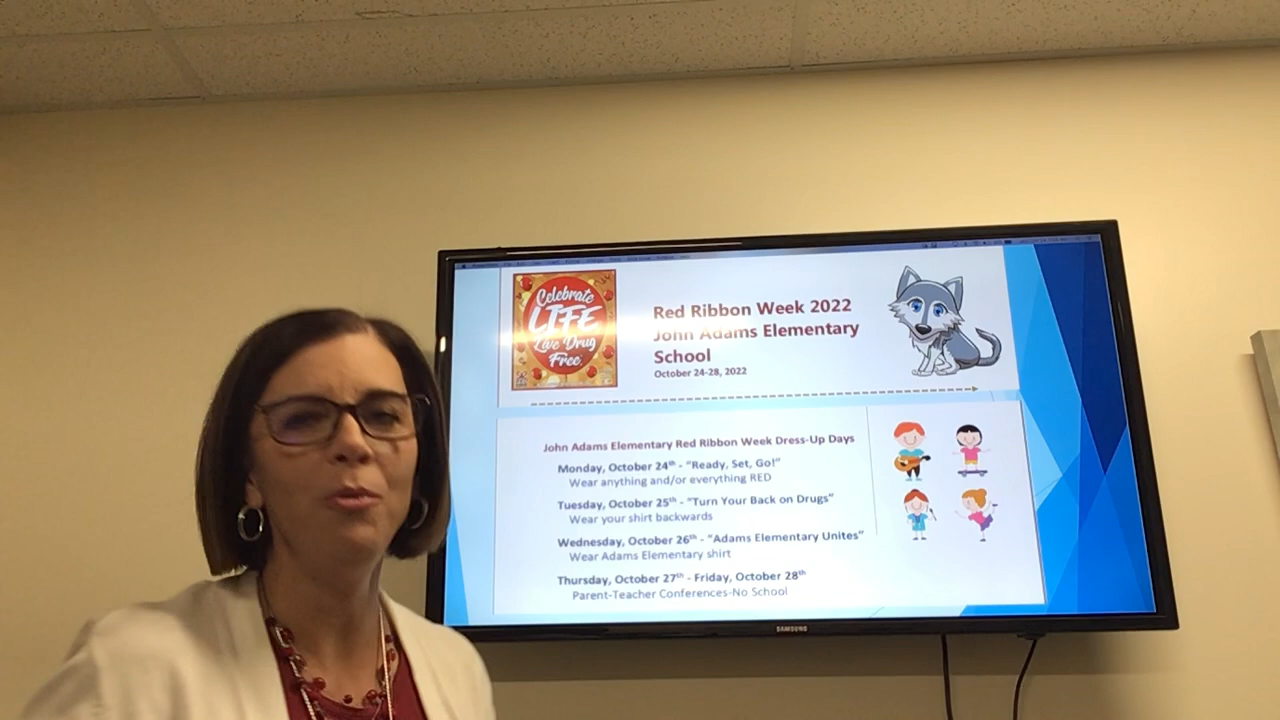 Celebrate
LIFE
Live Drug
Free
Red Ribbon Week 2022
John Adams Elementary
School
October 24-28, 2022
John Adams Elementary Red Ribbon Week Dress-Up Days
Monday, October 24th - “Ready, Set, Go!”
Wear anything and/or everything RED
Tuesday, October 25th - “Turn Your Back on Drugs”
Wear your shirt backwards
Wednesday, October 26th - “Adams Elementary Unites”
Wear Adams Elementary shirt
Thursday, October 27th - Friday, October 28th
Parent-Teacher Conferences-No School
SAMSUNG